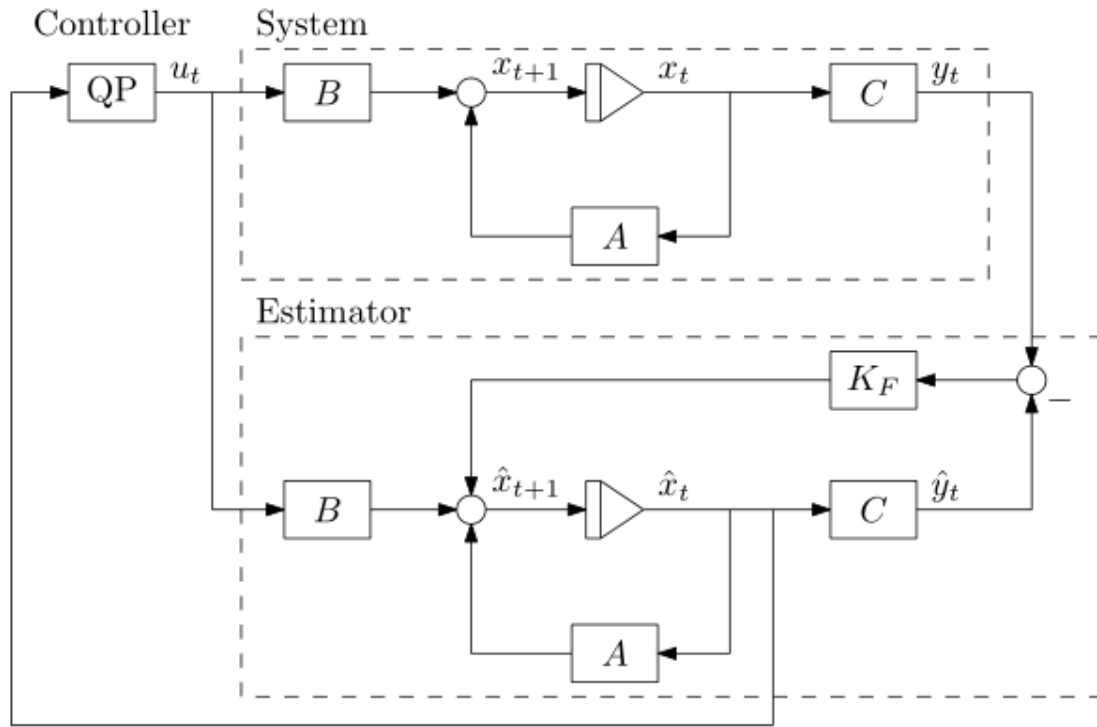 Controller
System
QP
u_t
B
x_{t+1}
x_t
C
y_t
A
Estimator
K_F
−
B
x̂_{t+1}
x̂_t
C
ŷ_t
A